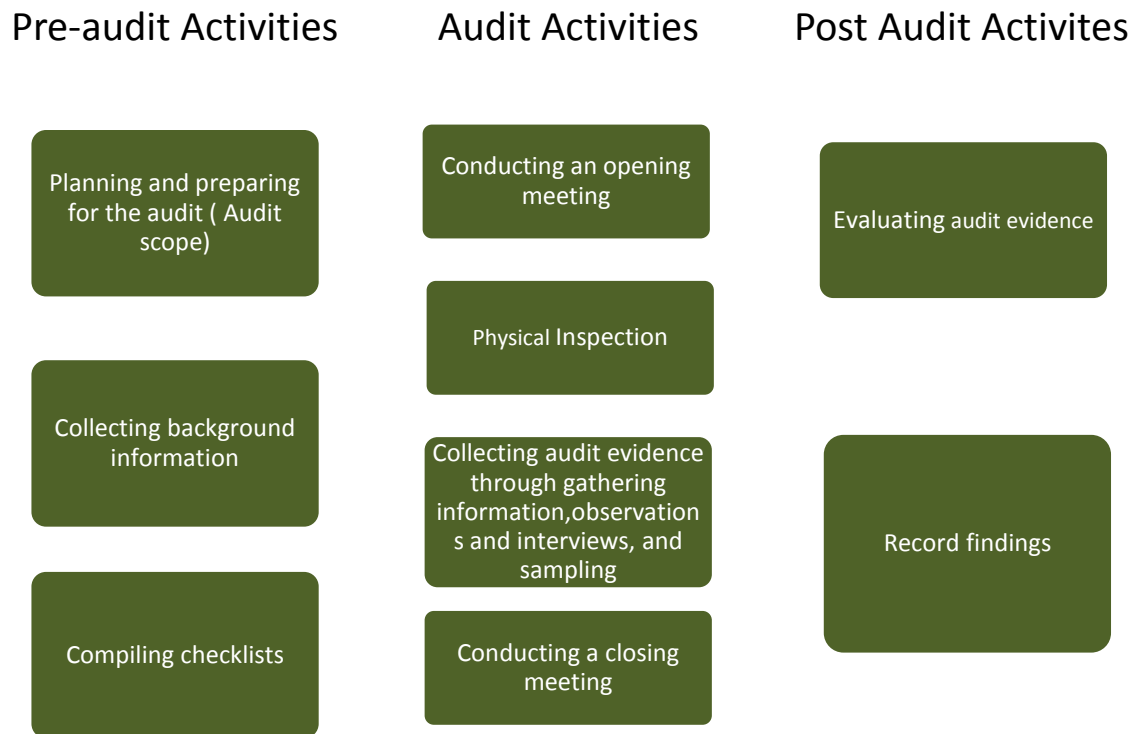 Pre-audit Activities
Planning and preparing
for the audit ( Audit
scope)
Collecting background
information
Compiling checklists
Audit Activities
Conducting an opening
meeting
Physical Inspection
Collecting audit evidence
through gathering
information,observation
s and interviews, and
sampling
Conducting a closing
meeting
Post Audit Activites
Evaluating audit evidence
Record findings